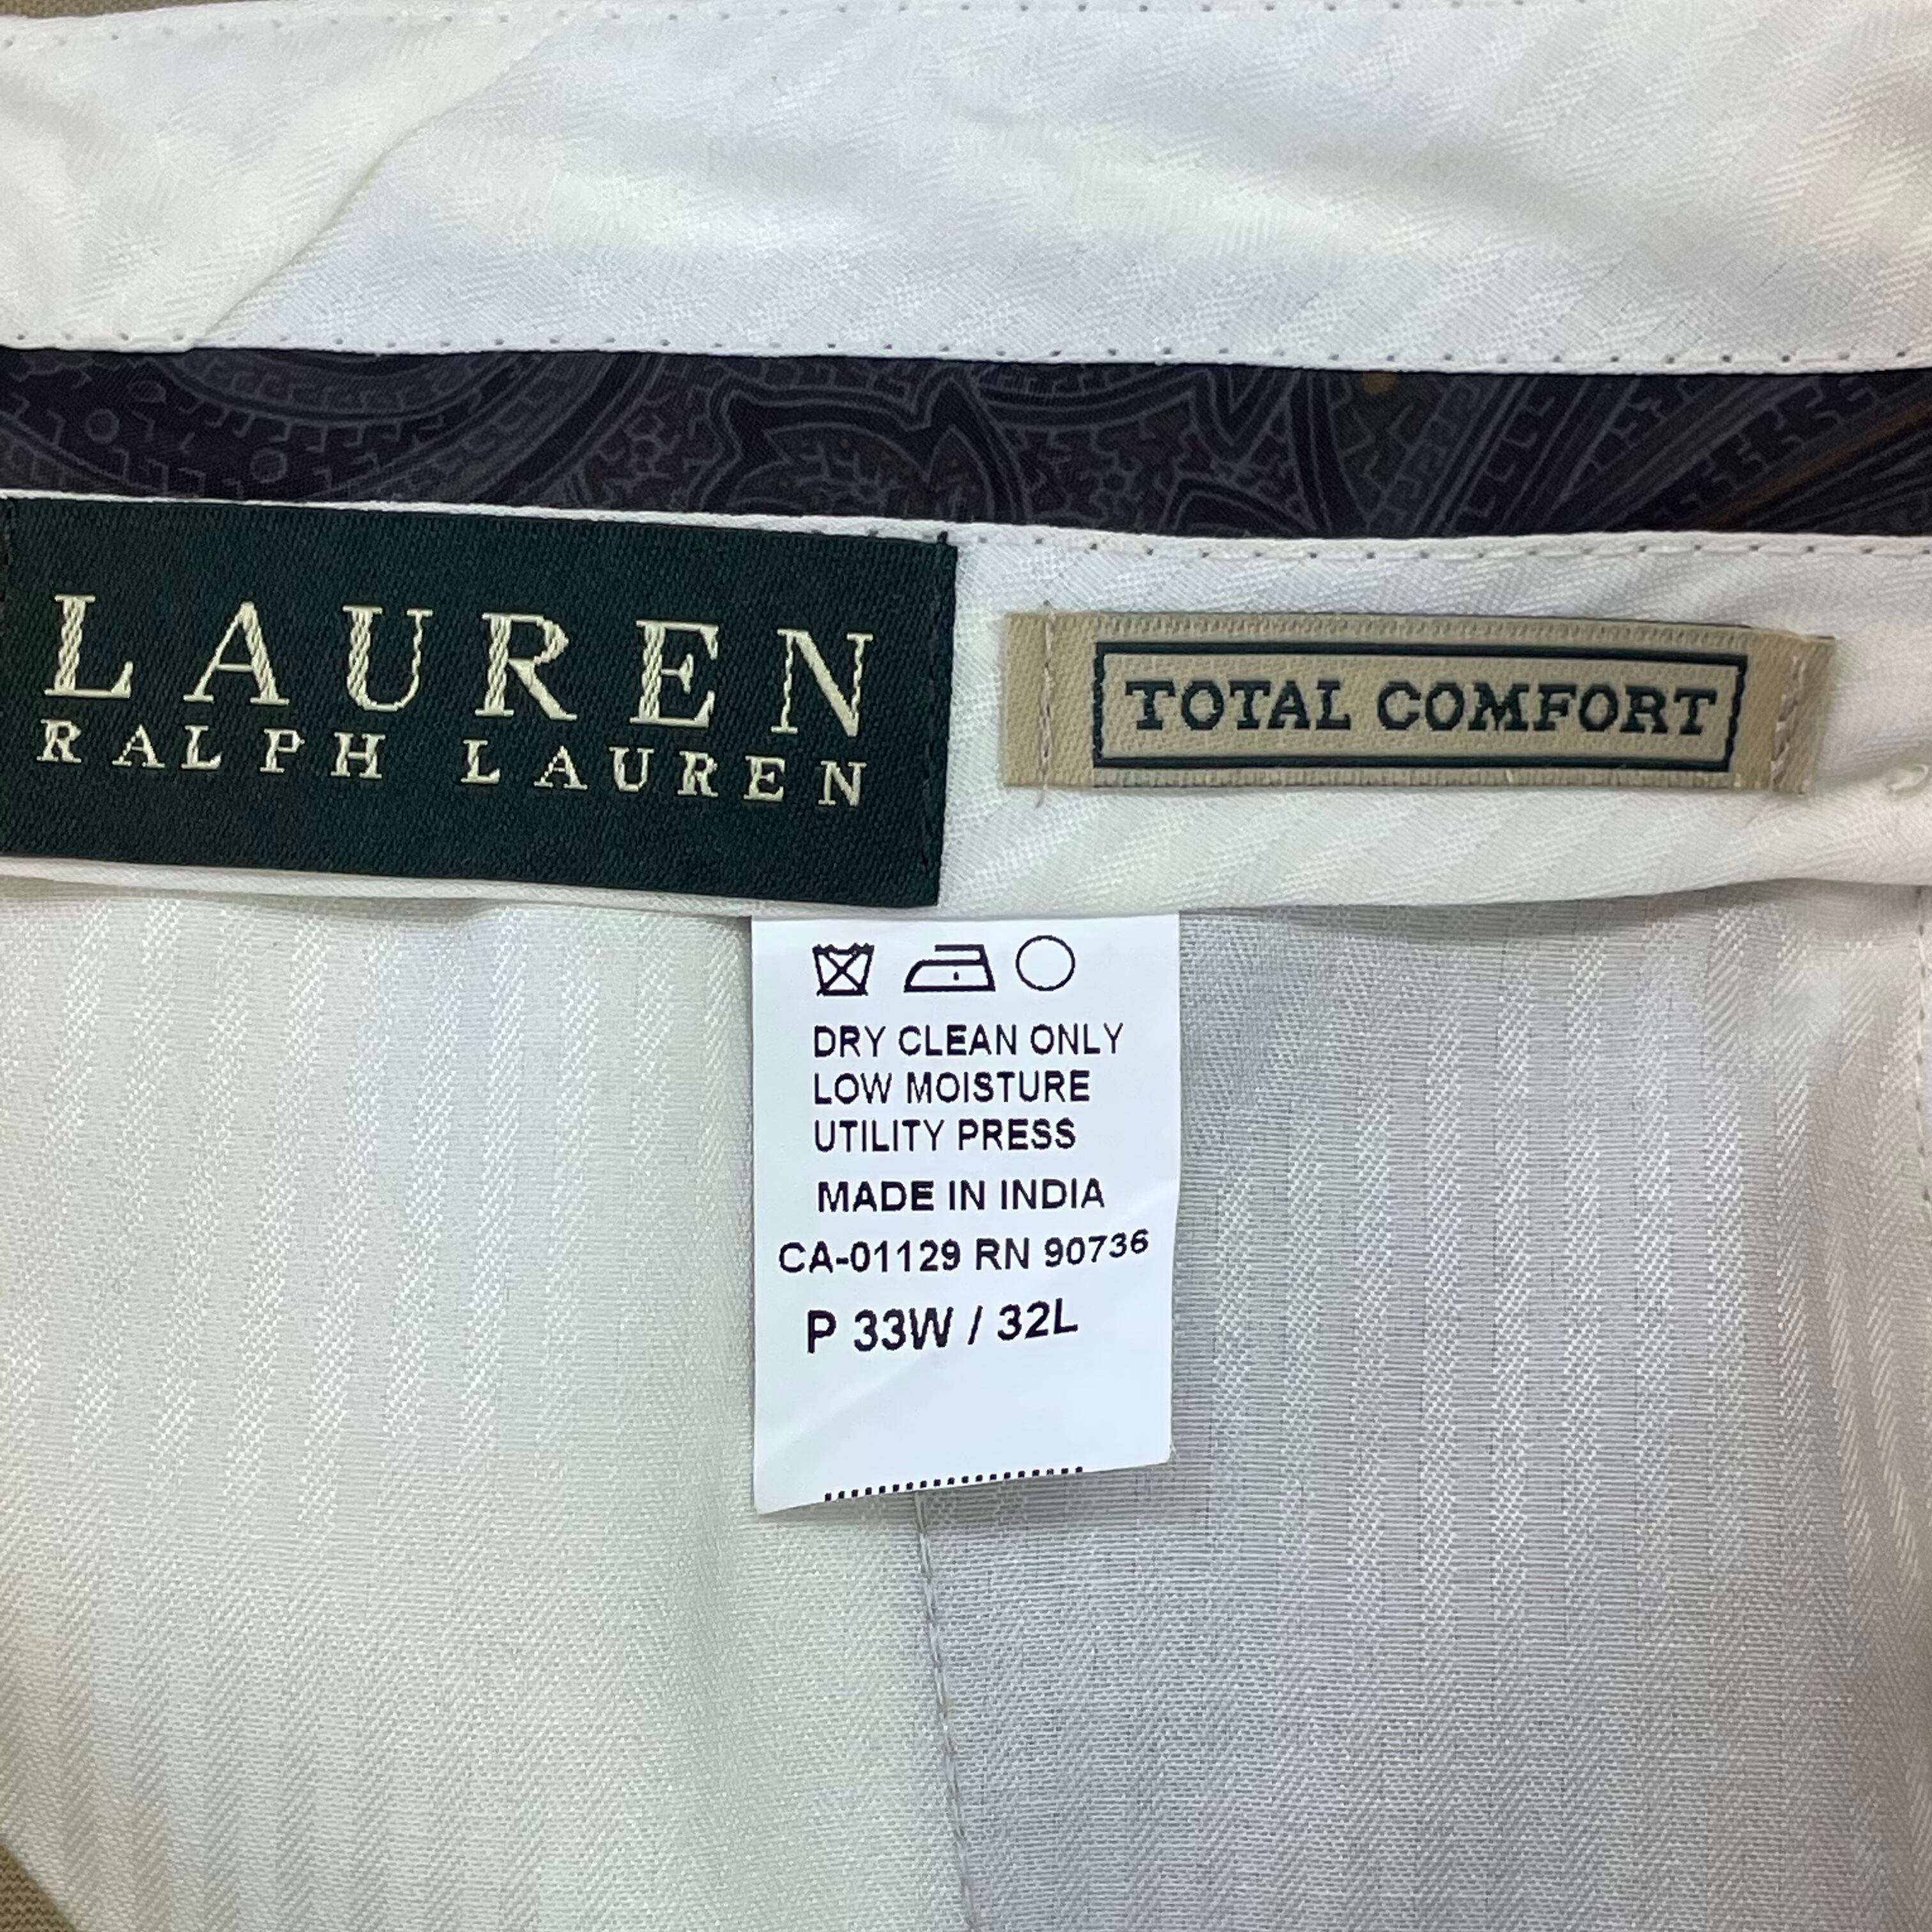 LAUREN
RALPH LAUREN
TOTAL COMFORT
DRY CLEAN ONLY
LOW MOISTURE
UTILITY PRESS
MADE IN INDIA
CA-01129 RN 90736
P 33W / 32L